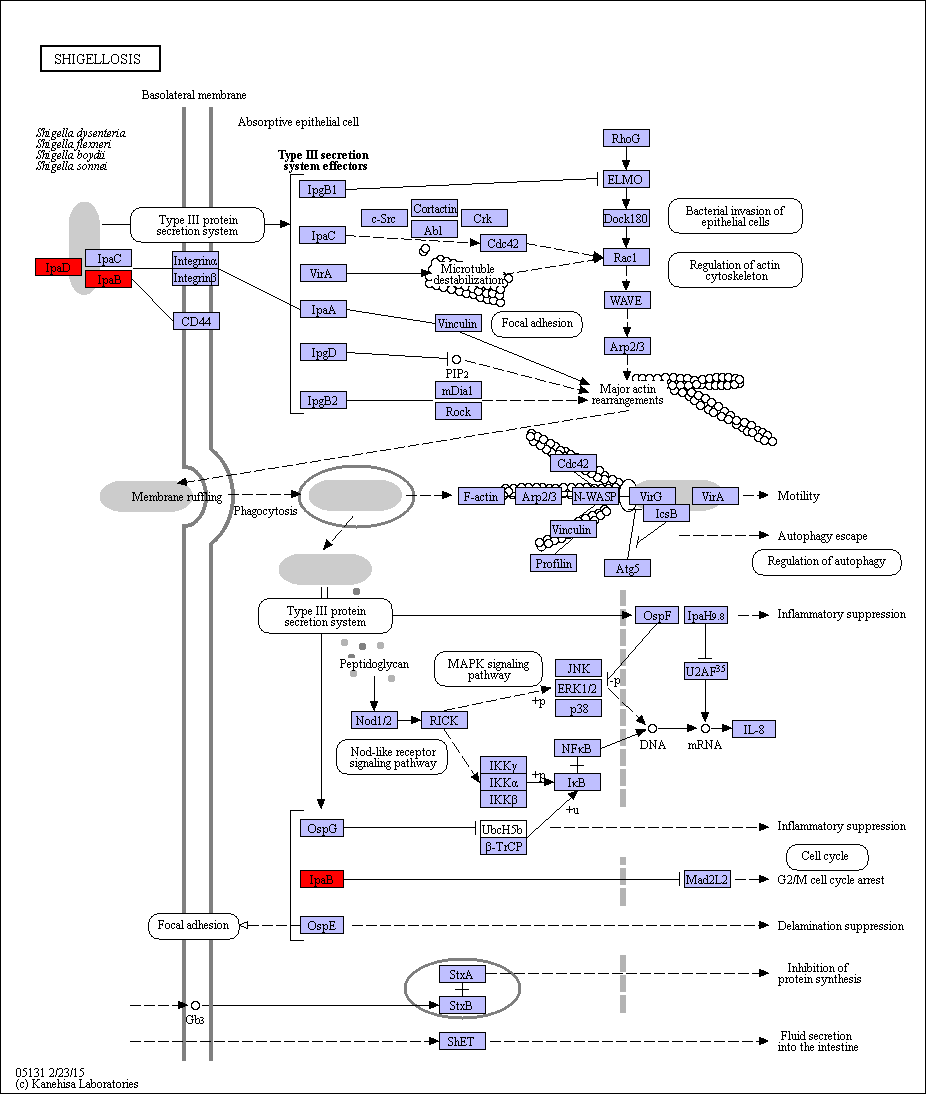 SHIGELLOSIS
Basolateral membrane
Absorptive epithelial cell
Shigella dysenteria
Shigella flexneri
Shigella boydii
Shigella sonnei
Type III secretion
system effectors
RhoG
IpgB1
ELMO
Type III protein
secretion system
c-Src
Cortactin
Crk
Abl
Dock180
Bacterial invasion of
epithelial cells
IpaC
Cdc42
Rac1
IpaD
IpaC
IpaB
Integrinα
Integrinβ
VirA
Microtuble
destabilization
Regulation of actin
cytoskeleton
WAVE
CD44
IpaA
Vinculin
Focal adhesion
Arp2/3
IpgD
PIP2
Major actin
rearrangements
IpgB2
mDia1
Rock
Cdc42
Membrane ruffling
Phagocytosis
F-actin
Arp2/3
N-WASP
VirG
VirA
Motility
IcsB
Vinculin
Autophagy escape
Profilin
Atg5
Regulation of autophagy
Type III protein
secretion system
OspF
IpaH9.8
Inflammatory suppression
Peptidoglycan
MAPK signaling
pathway
JNK
ERK1/2
p38
-p
+p
U2AF35
Nod1/2
RICK
DNA
mRNA
IL-8
Nod-like receptor
signaling pathway
NFκB
IKKγ
IKKα
IKKβ
+p
IκB
+u
OspG
UbcH5b
β-TrCP
Inflammatory suppression
Cell cycle
IpaB
Mad2L2
G2/M cell cycle arrest
Focal adhesion
OspE
Delamination suppression
StxA
StxB
Inhibition of
protein synthesis
Gb3
ShET
Fluid secretion
into the intestine
05131 2/23/15
(c) Kanehisa Laboratories